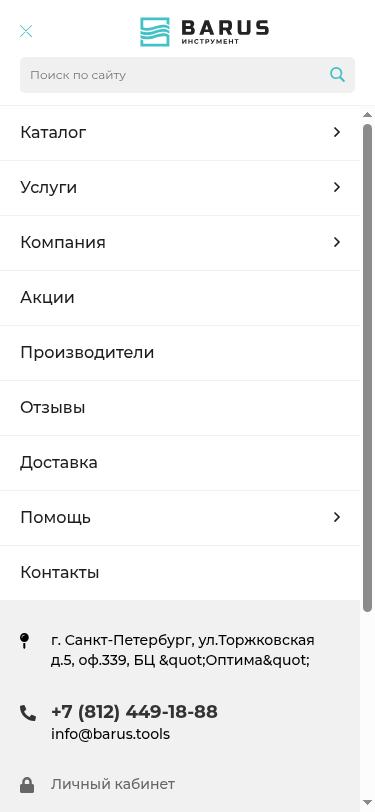 BARUS
ИНСТРУМЕНТ
Поиск по сайту
Каталог
Услуги
Компания
Акции
Производители
Отзывы
Доставка
Помощь
Контакты
г. Санкт-Петербург, ул.Торжковская
д.5, оф.339, БЦ &quot;Оптима&quot;
+7 (812) 449-18-88
info@barus.tools
Личный кабинет